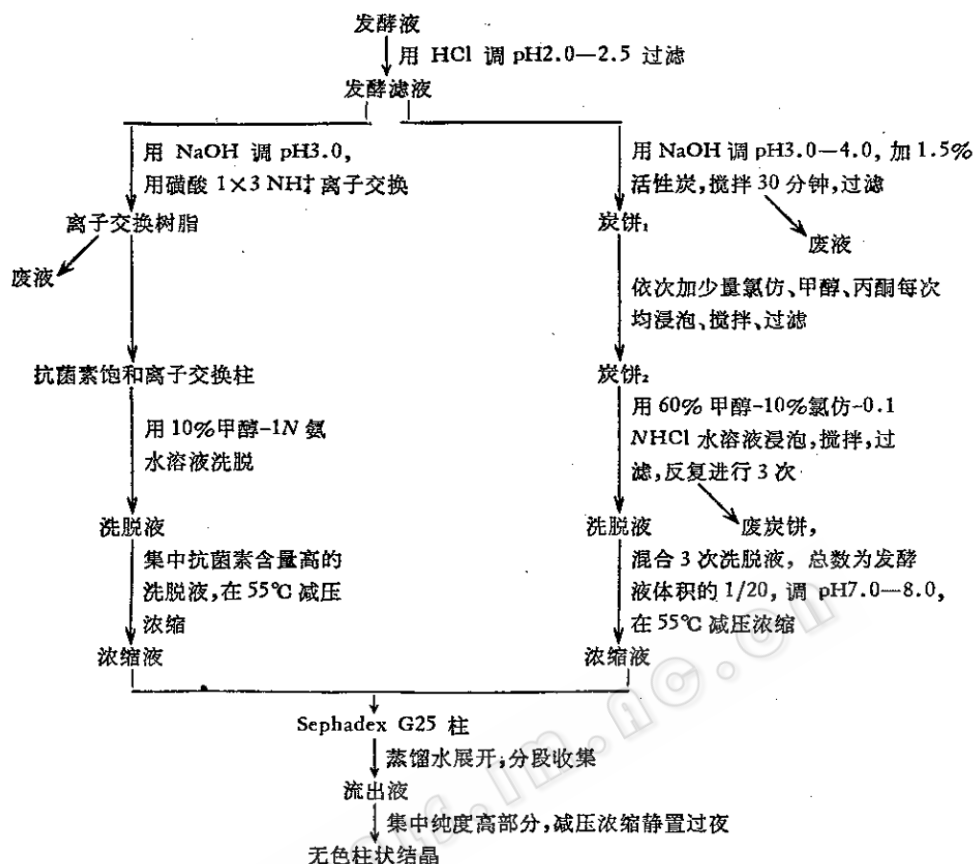 发酵液
用 HCl 调 pH2.0—2.5 过滤
发酵滤液
用 NaOH 调 pH3.0,
用磺酸 1×3 NH₄⁺ 离子交换
离子交换树脂
废液
抗菌素饱和离子交换柱
用 10%甲醇-1N 氨
水溶液洗脱
洗脱液
集中抗菌素含量高的
洗脱液,在 55℃ 减压
浓缩
浓缩液
用 NaOH 调 pH3.0—4.0, 加 1.5%
活性炭,搅拌 30 分钟,过滤
炭饼₁
废液
依次加少量氯仿、甲醇、丙酮每次
均浸泡、搅拌、过滤
炭饼₂
用 60% 甲醇-10%氯仿-0.1
NHCl 水溶液浸泡,搅拌,过
滤,反复进行 3 次
洗脱液
废炭饼,
混合 3 次洗脱液, 总数为发酵
液体积的 1/20, 调 pH7.0—8.0,
在 55℃ 减压浓缩
浓缩液
Sephadex G25 柱
蒸馏水展开;分段收集
流出液
集中纯度高部分,减压浓缩静置过夜
无色柱状结晶